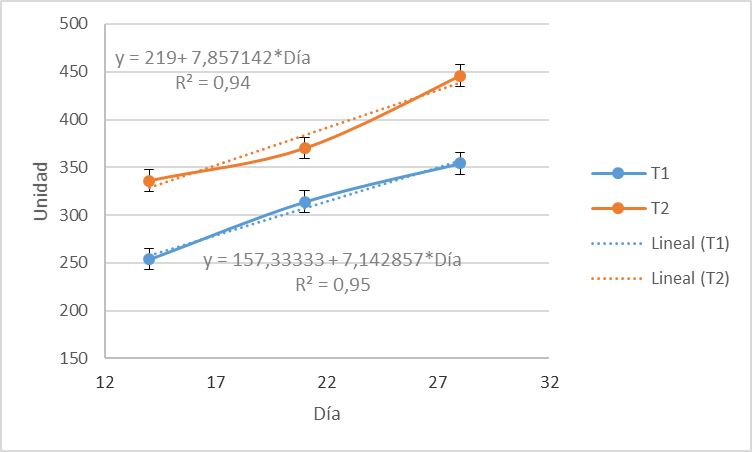 500
450
400
350
300
250
200
150
12
17
22
27
32
Unidad
Día
y = 219+ 7,857142*Día
R² = 0,94
y = 157,33333 + 7,142857*Día
R² = 0,95
T1
T2
Lineal (T1)
Lineal (T2)